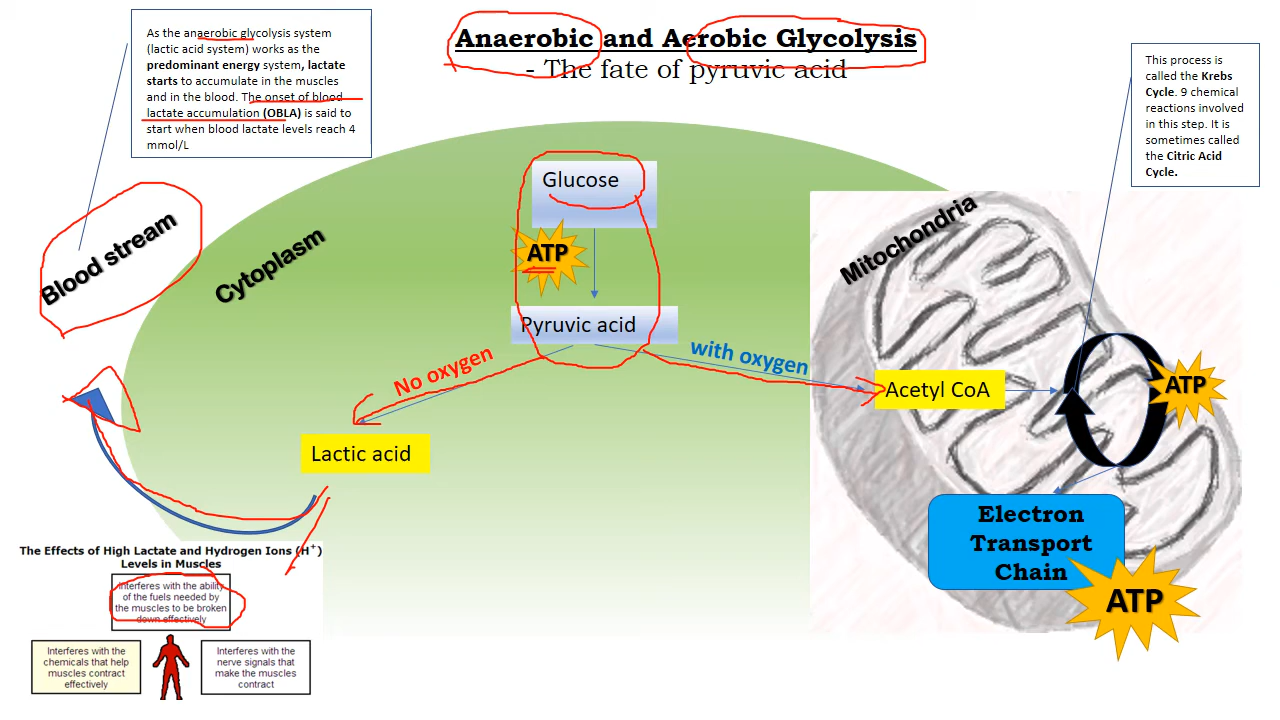 Anaerobic and Aerobic Glycolysis
- The fate of pyruvic acid
As the anaerobic glycolysis system
(lactic acid system) works as the
predominant energy system, lactate
starts to accumulate in the muscles
and in the blood. The onset of blood
lactate accumulation (OBLA) is said to
start when blood lactate levels reach 4
mmol/L
This process is
called the Krebs
Cycle. 9 chemical
reactions involved
in this step. It is
sometimes called
the Citric Acid
Cycle.
Blood stream
Cytoplasm
Glucose
ATP
Pyruvic acid
No oxygen
with oxygen
Mitochondria
Lactic acid
Acetyl CoA
ATP
Electron
Transport
Chain
ATP
The Effects of High Lactate and Hydrogen Ions (H+)
Levels in Muscles
Interferes with the ability
of the fuels needed by
the muscles to be broken
down effectively
Interferes with the
chemicals that help
muscles contract
effectively
Interferes with the
nerve signals that
make the muscles
contract